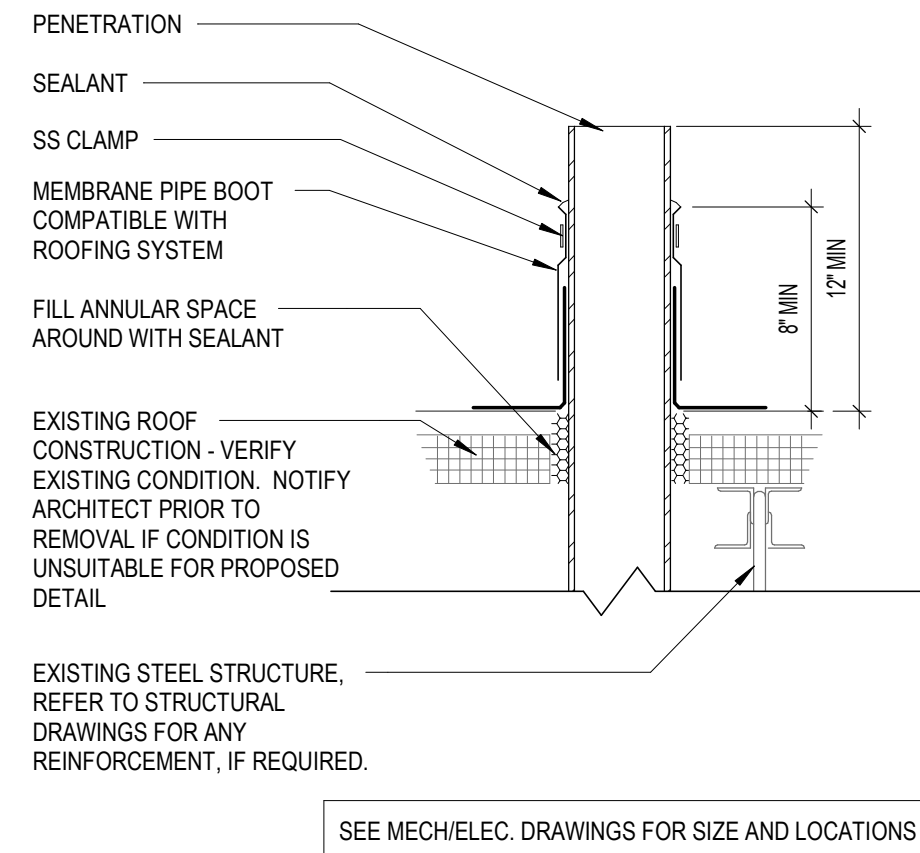 PENETRATION
SEALANT
SS CLAMP
MEMBRANE PIPE BOOT
COMPATIBLE WITH
ROOFING SYSTEM
FILL ANNULAR SPACE
AROUND WITH SEALANT
EXISTING ROOF
CONSTRUCTION - VERIFY
EXISTING CONDITION. NOTIFY
ARCHITECT PRIOR TO
REMOVAL IF CONDITION IS
UNSUITABLE FOR PROPOSED
DETAIL
EXISTING STEEL STRUCTURE,
REFER TO STRUCTURAL
DRAWINGS FOR ANY
REINFORCEMENT, IF REQUIRED.
8" MIN
12" MIN
SEE MECH/ELEC. DRAWINGS FOR SIZE AND LOCATIONS